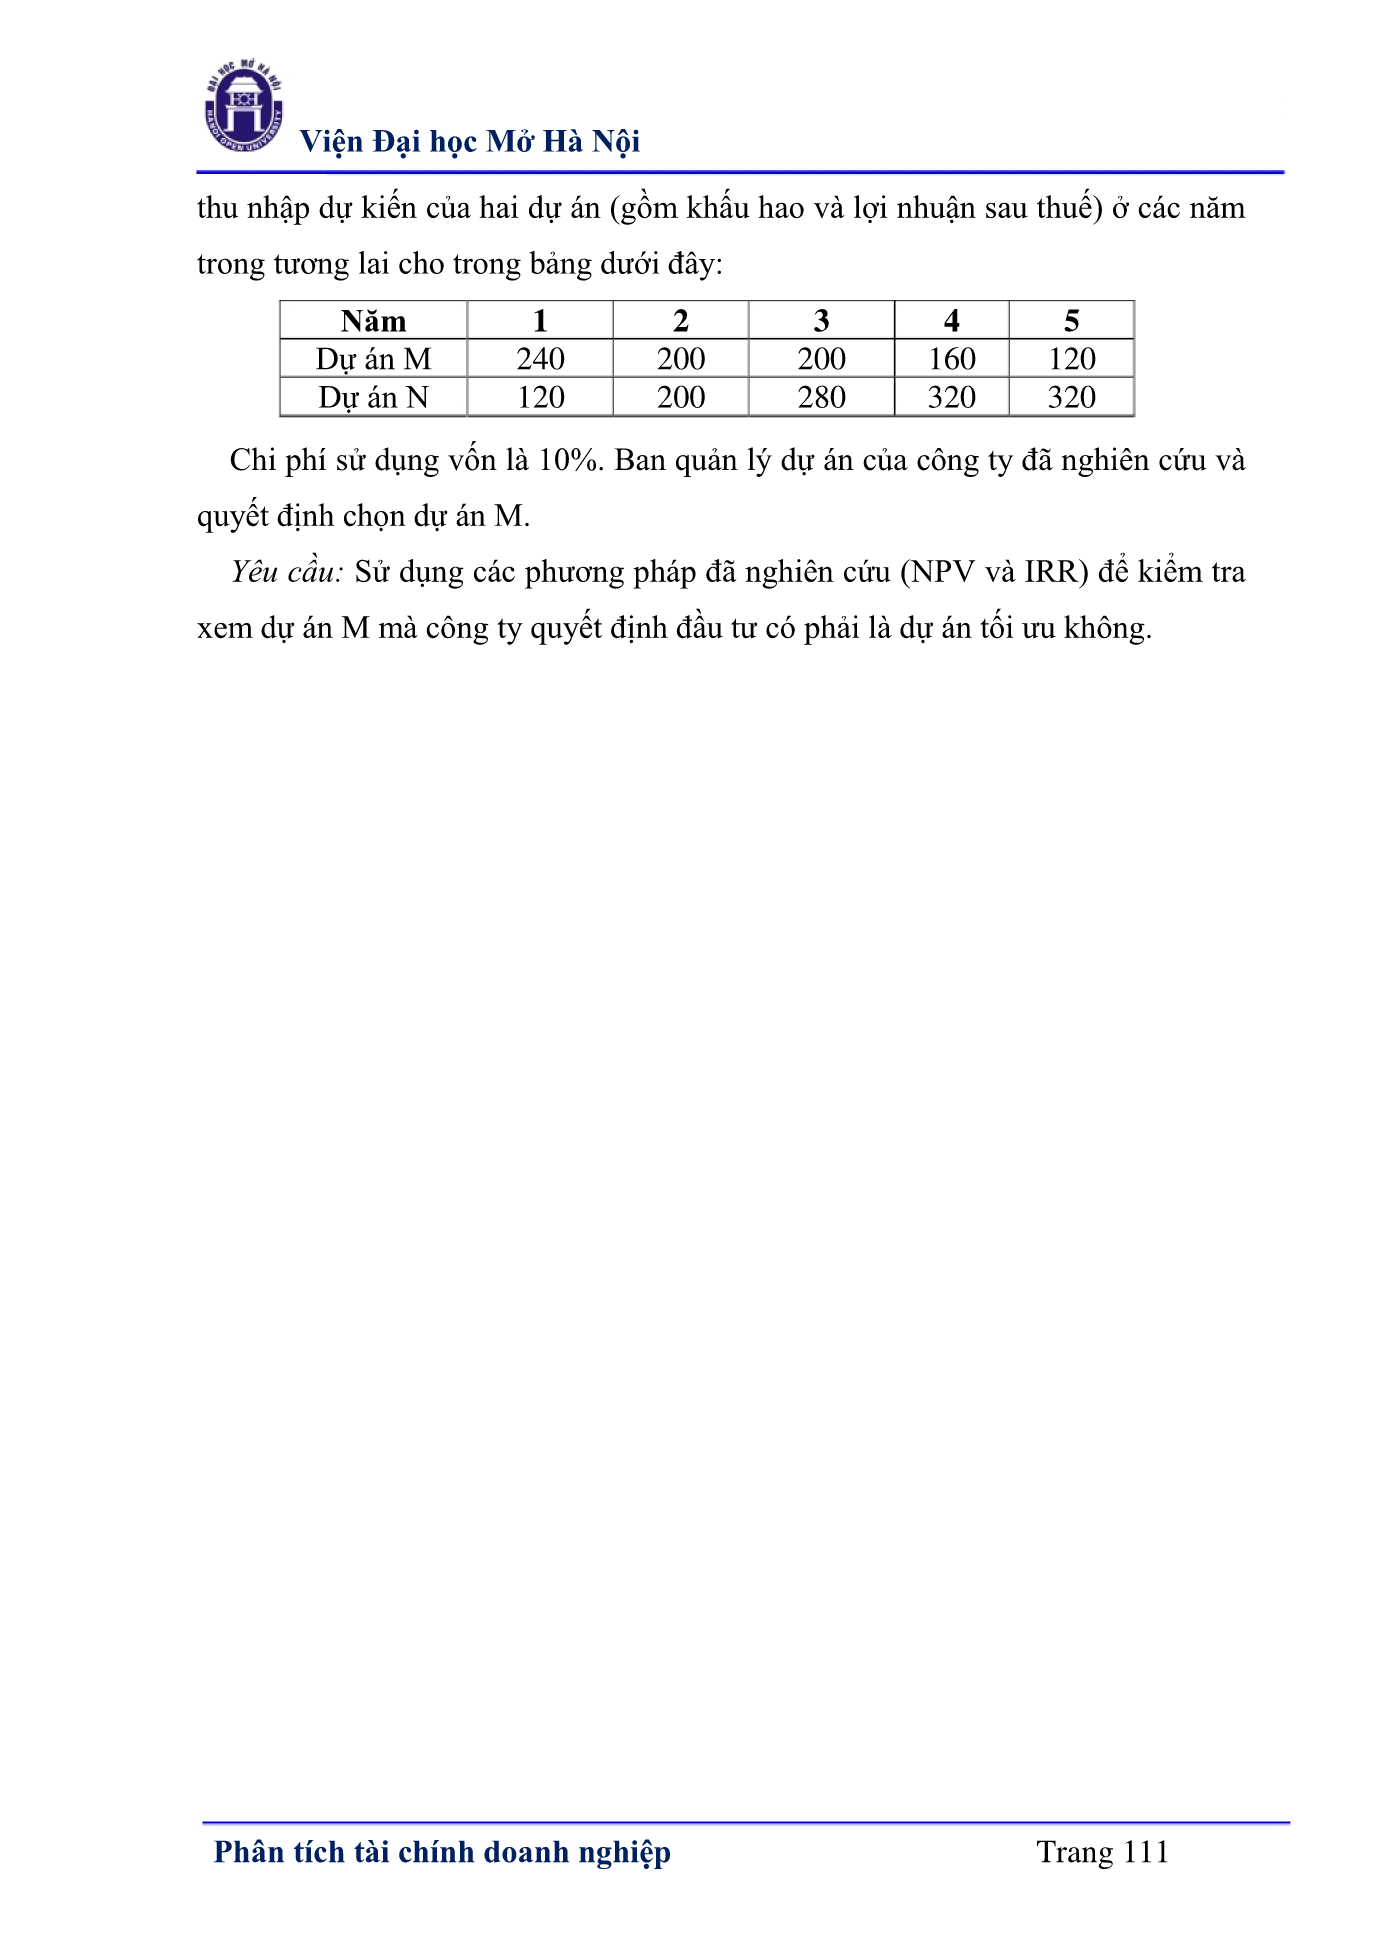 ĐẠI HỌC MỞ HÀ NỘI
HANOI OPEN UNIVERSITY
Viện Đại học Mở Hà Nội
thu nhập dự kiến của hai dự án (gồm khấu hao và lợi nhuận sau thuế) ở các năm
trong tương lai cho trong bảng dưới đây:
Năm 1 2 3 4 5
Dự án M 240 200 200 160 120
Dự án N 120 200 280 320 320
Chi phí sử dụng vốn là 10%. Ban quản lý dự án của công ty đã nghiên cứu và
quyết định chọn dự án M.
Yêu cầu: Sử dụng các phương pháp đã nghiên cứu (NPV và IRR) để kiểm tra
xem dự án M mà công ty quyết định đầu tư có phải là dự án tối ưu không.
Phân tích tài chính doanh nghiệp Trang 111